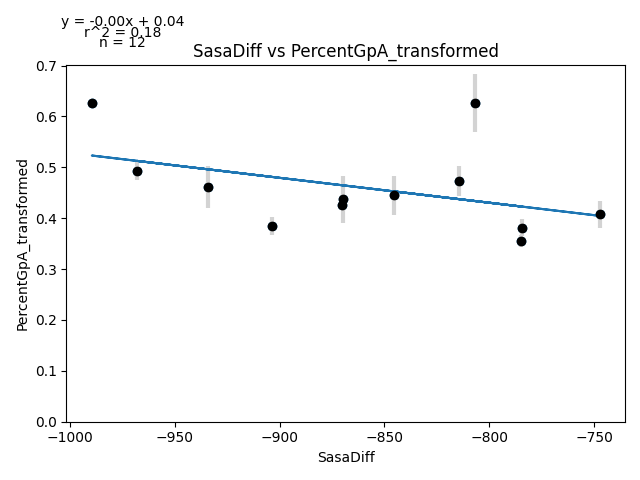 y = -0.00x + 0.04
r^2 = 0.18
n = 12
SasaDiff vs PercentGpA_transformed
PercentGpA_transformed
0.7
0.6
0.5
0.4
0.3
0.2
0.1
0.0
−1000 −950 −900 −850 −800 −750
SasaDiff